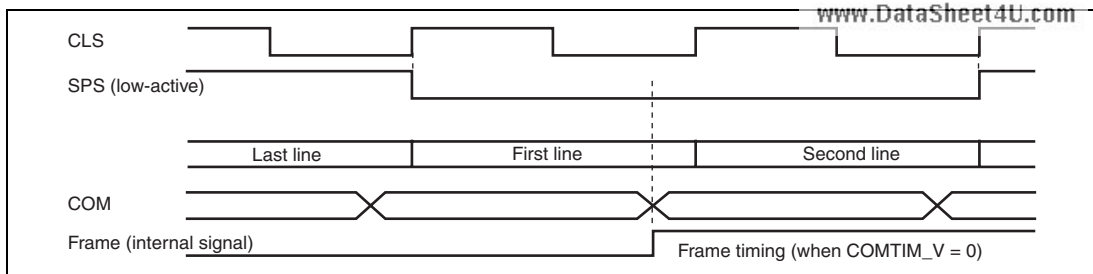 www.DataSheet4U.com
CLS
SPS (low-active)
Last line
First line
Second line
COM
Frame (internal signal)
Frame timing (when COMTIM_V = 0)